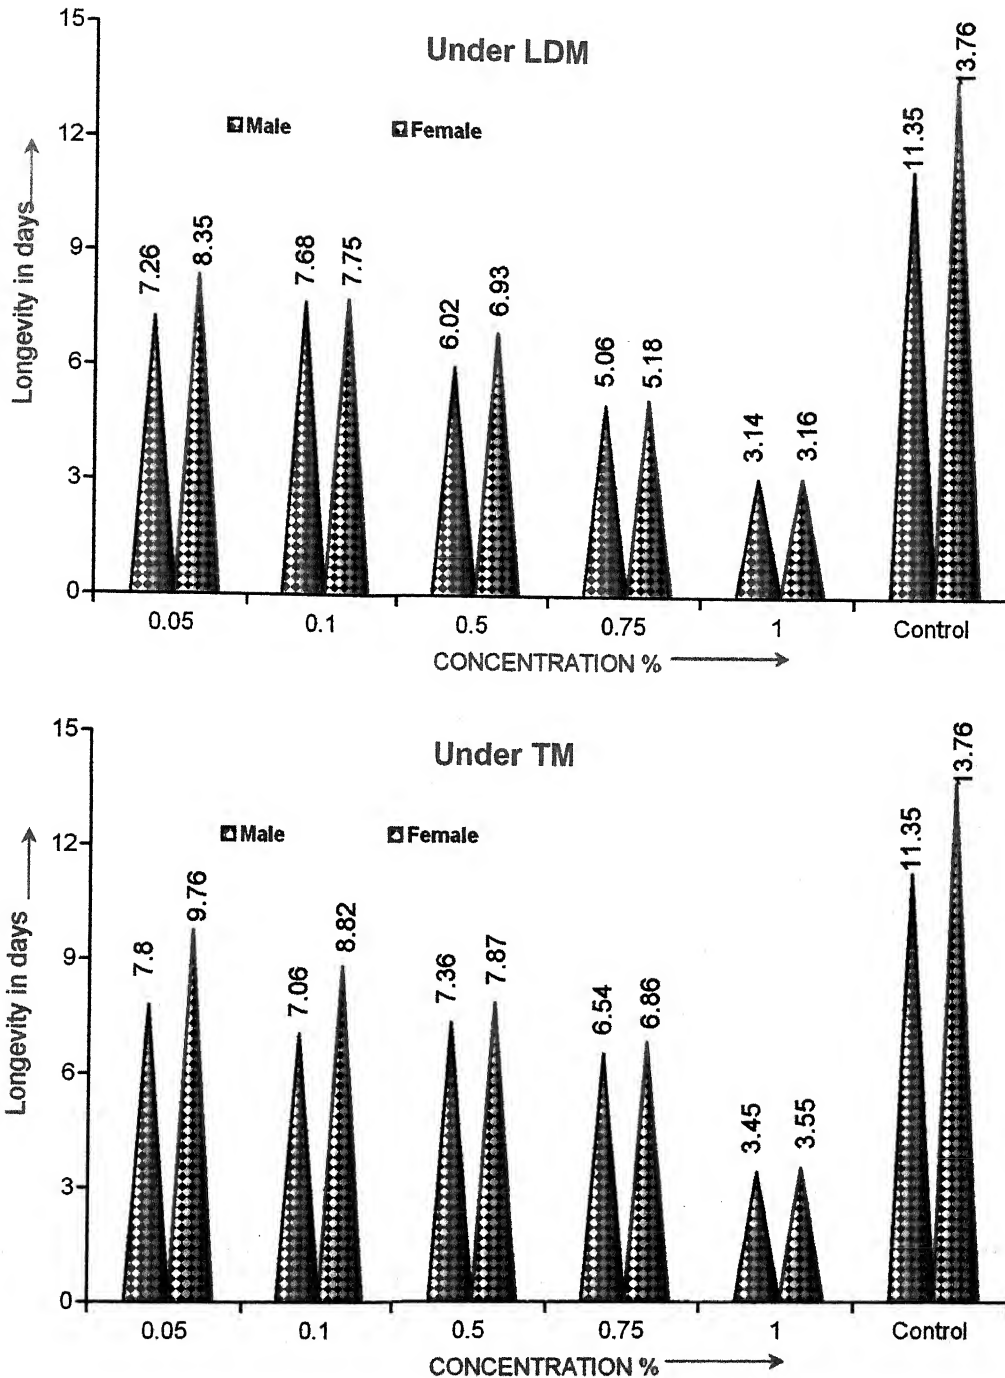 Under LDM
Male Female
Longevity in days
15
12
9
6
3
0
7.26 8.35 7.68 7.75 6.02 6.93 5.06 5.18 3.14 3.16 11.35 13.76
0.05 0.1 0.5 0.75 1 Control
CONCENTRATION %
Under TM
Male Female
Longevity in days
15
12
9
6
3
0
7.8 9.76 7.06 8.82 7.36 7.87 6.54 6.86 3.45 3.55 11.35 13.76
0.05 0.1 0.5 0.75 1 Control
CONCENTRATION %